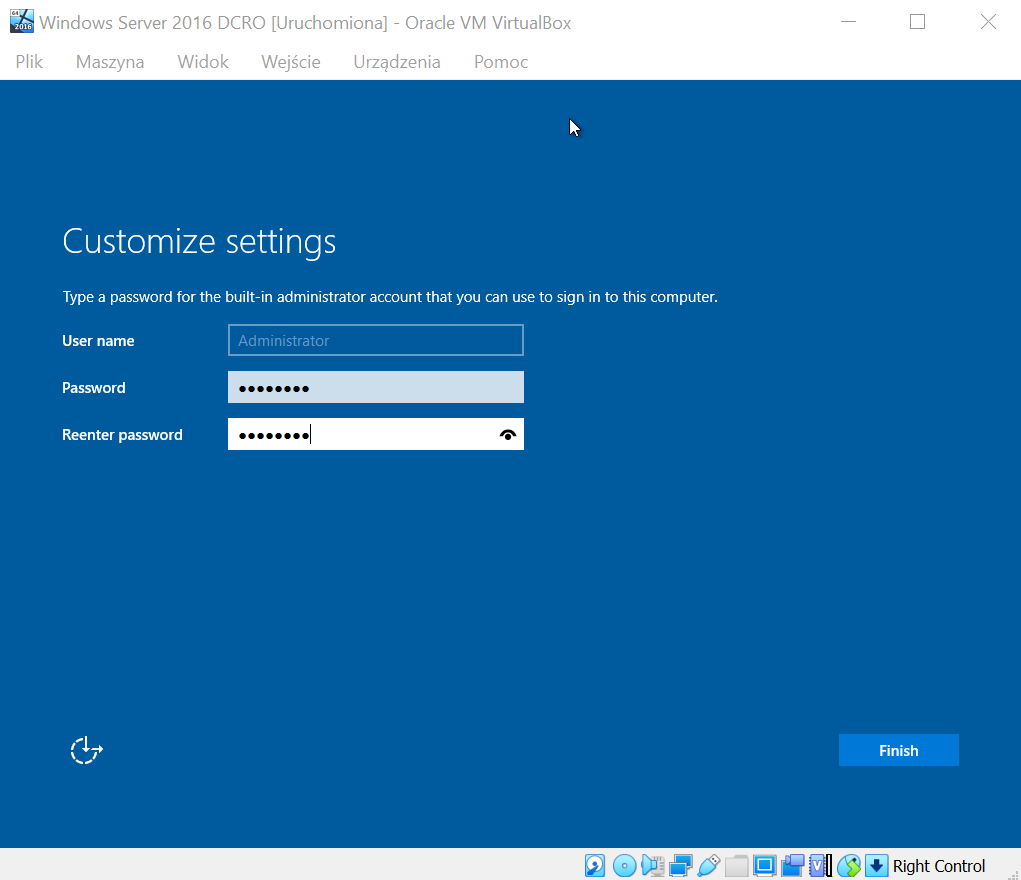 Windows Server 2016 DCRO [Uruchomiona] - Oracle VM VirtualBox
Plik Maszyna Widok Wejście Urządzenia Pomoc
Customize settings
Type a password for the built-in administrator account that you can use to sign in to this computer.
User name Administrator
Password ••••••••
Reenter password ••••••••
Finish
Right Control